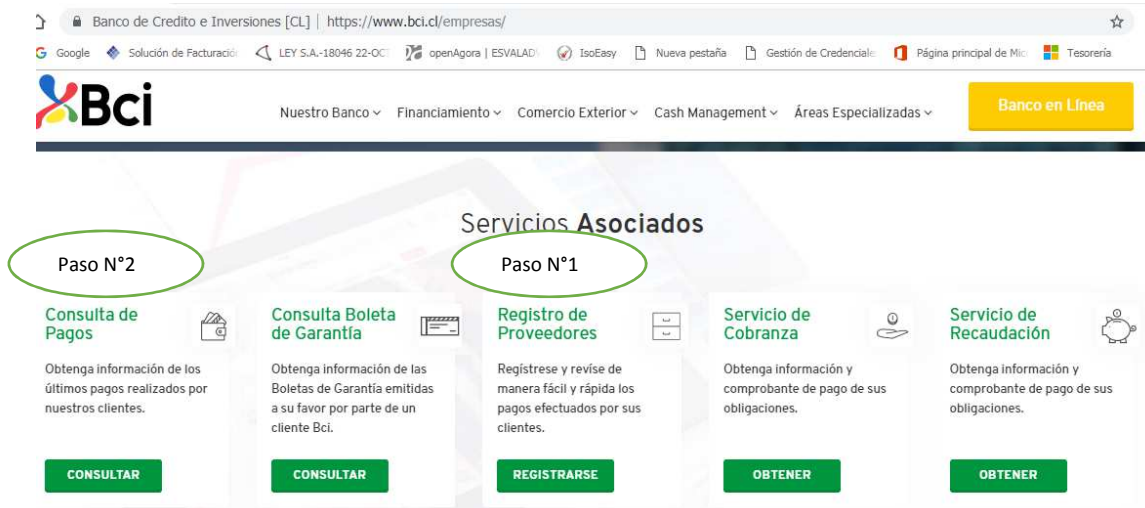 Banco de Credito e Inversiones [CL] | https://www.bci.cl/empresas/
Google Solución de Facturació LEY S.A.-18046 22-OC openAgora | ESVALAD IsoEasy Nueva pestaña Gestión de Credenciale Página principal de Mic Tesorería
Bci
Nuestro Banco Financiamiento Comercio Exterior Cash Management Áreas Especializadas Banco en Línea
Servicios Asociados
Paso N°2 Paso N°1
Consulta de
Pagos
Obtenga información de los
últimos pagos realizados por
nuestros clientes.
CONSULTAR
Consulta Boleta
de Garantía
Obtenga información de las
Boletas de Garantía emitidas
a su favor por parte de un
cliente Bci.
CONSULTAR
Registro de
Proveedores
Regístrese y revise de
manera fácil y rápida los
pagos efectuados por sus
clientes.
REGISTRARSE
Servicio de
Cobranza
Obtenga información y
comprobante de pago de sus
obligaciones.
OBTENER
Servicio de
Recaudación
Obtenga información y
comprobante de pago de sus
obligaciones.
OBTENER